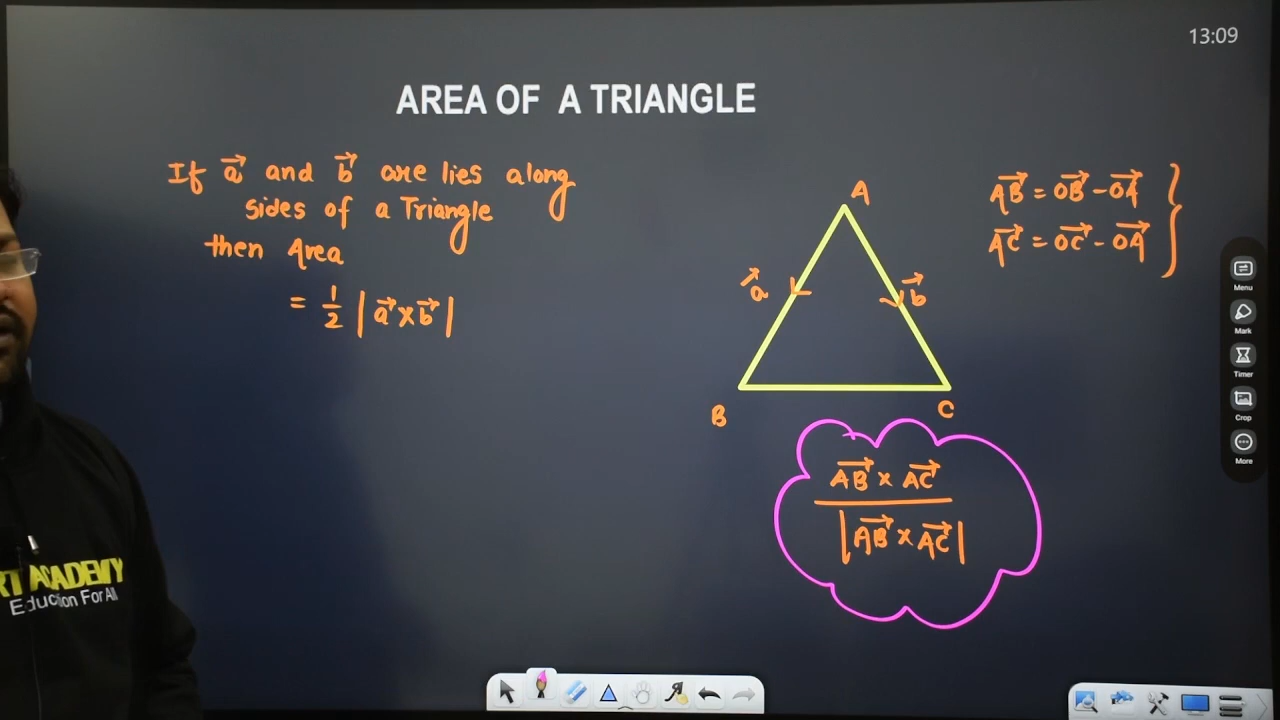 13:09
AREA OF A TRIANGLE
If a⃗ and b⃗ are lies along
sides of a Triangle
then Area
= 1/2 | a⃗ × b⃗ |
A
a⃗
b⃗
B
C
AB⃗ = OB⃗ - OA⃗
AC⃗ = OC⃗ - OA⃗
AB⃗ × AC⃗
|AB⃗ × AC⃗|
Menu
Mark
Timer
Crop
More
RT ACADEMY
Education For All